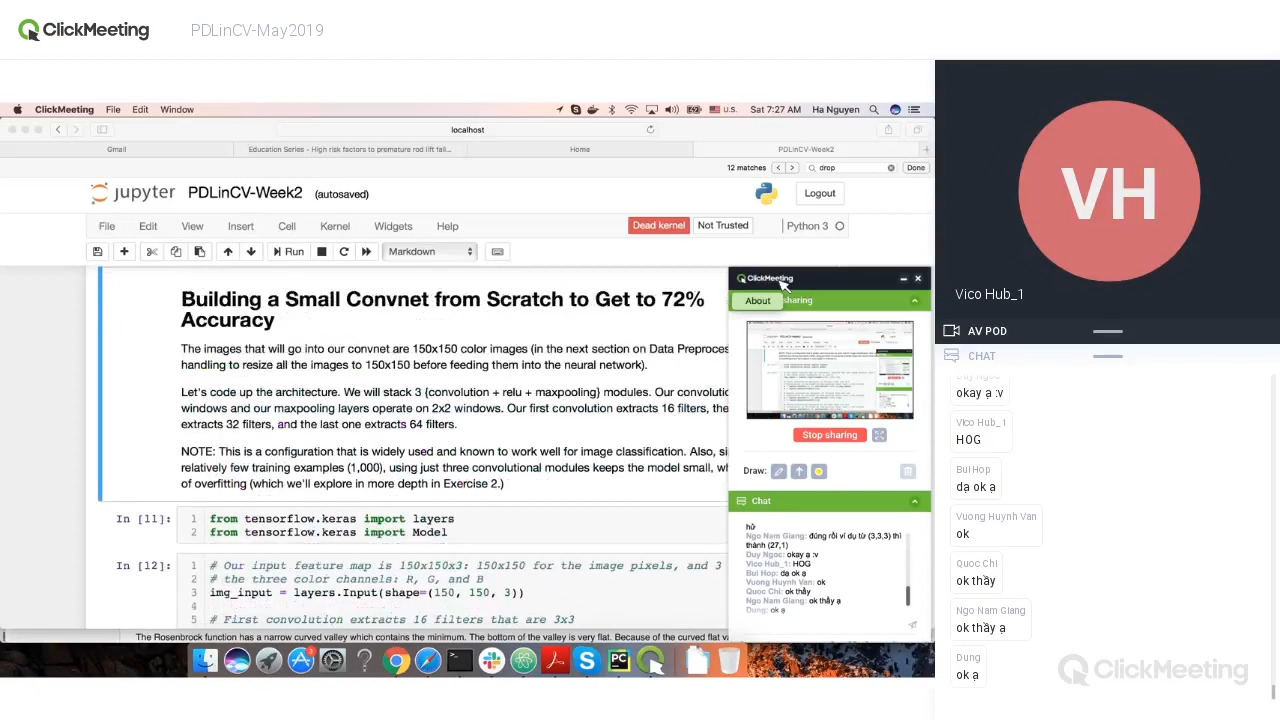 ClickMeeting PDLinCV-May2019
ClickMeeting File Edit Window U.S. Sat 7:27 AM Ha Nguyen
localhost
Gmail Education Series - High risk factors to premature rod lift fail... Home PDLinCV-Week2
12 matches drop Done
jupyter PDLinCV-Week2 (autosaved) Logout
File Edit View Insert Cell Kernel Widgets Help Dead kernel Not Trusted Python 3
Run Markdown
Building a Small Convnet from Scratch to Get to 72%
Accuracy
The images that will go into our convnet are 150x150 color images (in the next section on Data Preproces
handling to resize all the images to 150x150 before feeding them into the neural network).
Let's code up the architecture. We will stack 3 {convolution + relu + maxpooling} modules. Our convolutio
windows and our maxpooling layers operate on 2x2 windows. Our first convolution extracts 16 filters, the
extracts 32 filters, and the last one extracts 64 filters.
NOTE: This is a configuration that is widely used and known to work well for image classification. Also, si
relatively few training examples (1,000), using just three convolutional modules keeps the model small, wh
of overfitting (which we'll explore in more depth in Exercise 2.)
In [11]: 1 from tensorflow.keras import layers
2 from tensorflow.keras import Model
In [12]: 1 # Our input feature map is 150x150x3: 150x150 for the image pixels, and 3
2 # the three color channels: R, G, and B
3 img_input = layers.Input(shape=(150, 150, 3))
4
5 # First convolution extracts 16 filters that are 3x3
The Rosenbrock function has a narrow curved valley which contains the minimum. The bottom of the valley is very flat. Because of the curved flat va
ClickMeeting
About sharing
Stop sharing
Draw:
Chat
hử
Ngo Nam Giang: đúng rồi ví dụ từ (3,3,3) thì
thành (27,1)
Duy Ngoc: okay ạ :v
Vico Hub_1: HOG
Bui Hop: dạ ok ạ
Vuong Huynh Van: ok
Quoc Chi: ok thầy
Ngo Nam Giang: ok thầy ạ
Dung: ok ạ
3
PC
VH
Vico Hub_1
AV POD
CHAT
Duy Ngoc
okay ạ :v
Vico Hub_1
HOG
Bui Hop
dạ ok ạ
Vuong Huynh Van
ok
Quoc Chi
ok thầy
Ngo Nam Giang
ok thầy ạ
Dung
ok ạ
ClickMeeting